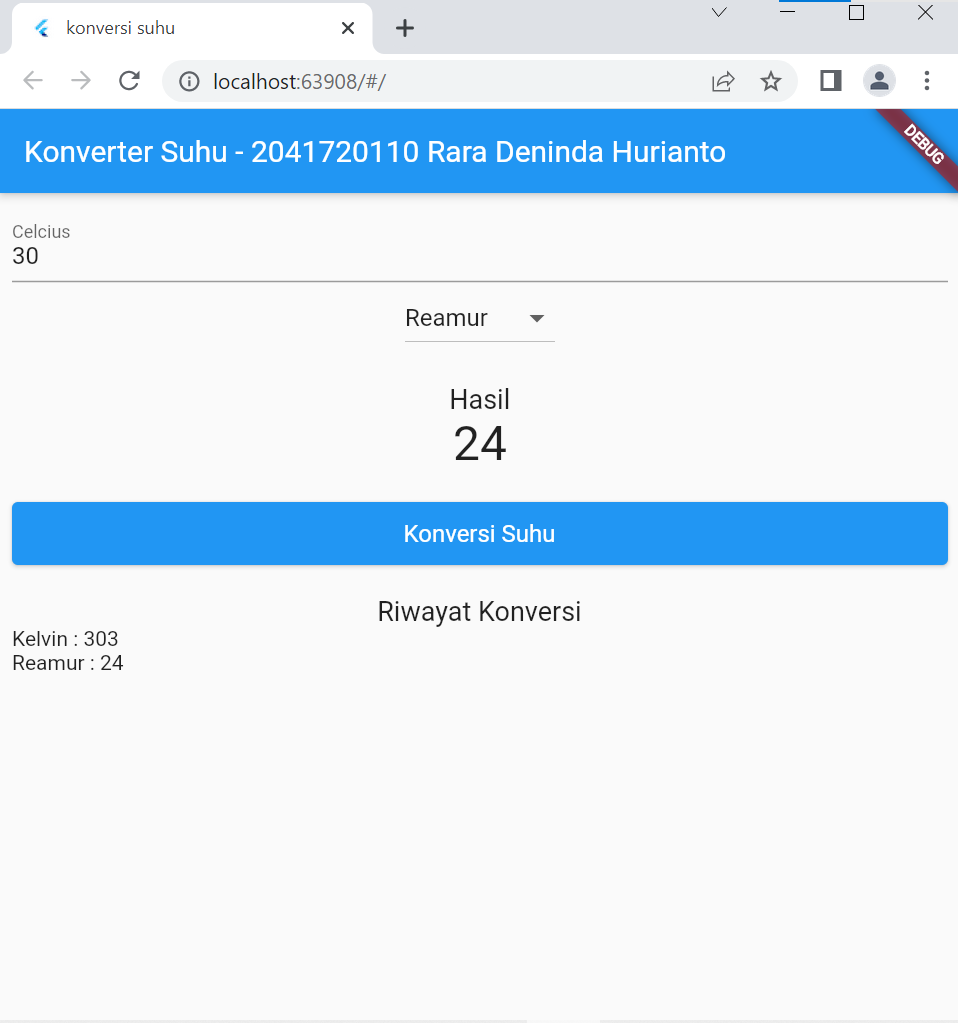 konversi suhu
localhost:63908/#/
Konverter Suhu - 2041720110 Rara Deninda Hurianto
DEBUG
Celcius
30
Reamur
Hasil
24
Konversi Suhu
Riwayat Konversi
Kelvin : 303
Reamur : 24